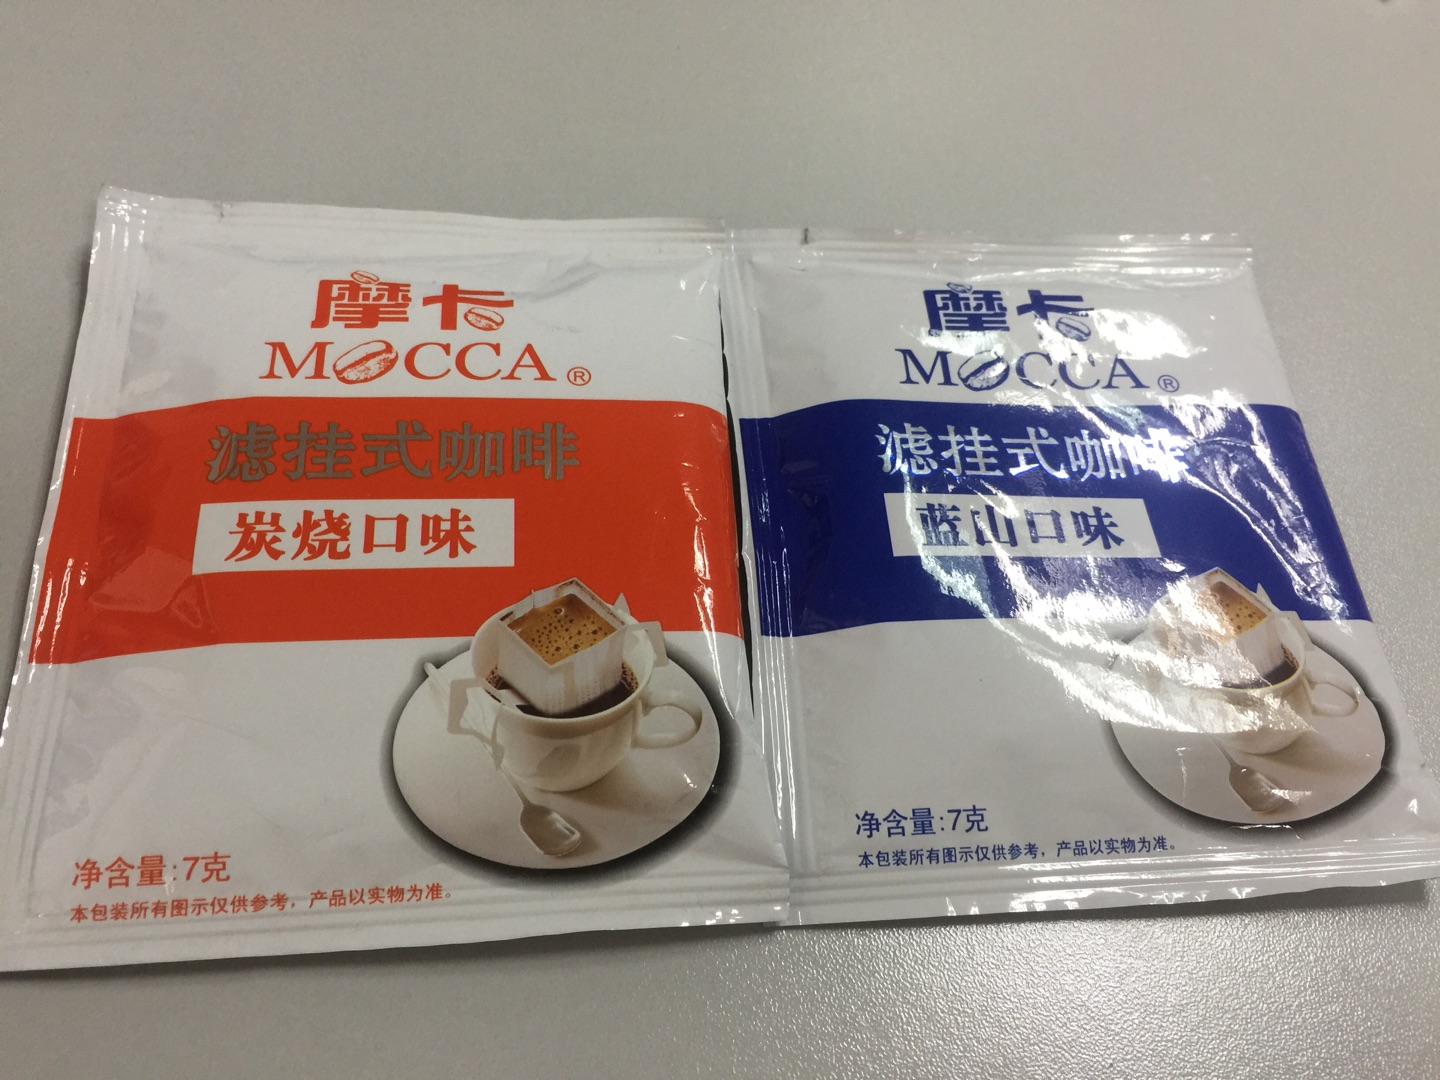 摩卡
MOCCA®
滤挂式咖啡
炭烧口味
净含量:7克
本包装所有图示仅供参考，产品以实物为准。
摩卡
MOCCA®
滤挂式咖啡
蓝山口味
净含量:7克
本包装所有图示仅供参考，产品以实物为准。